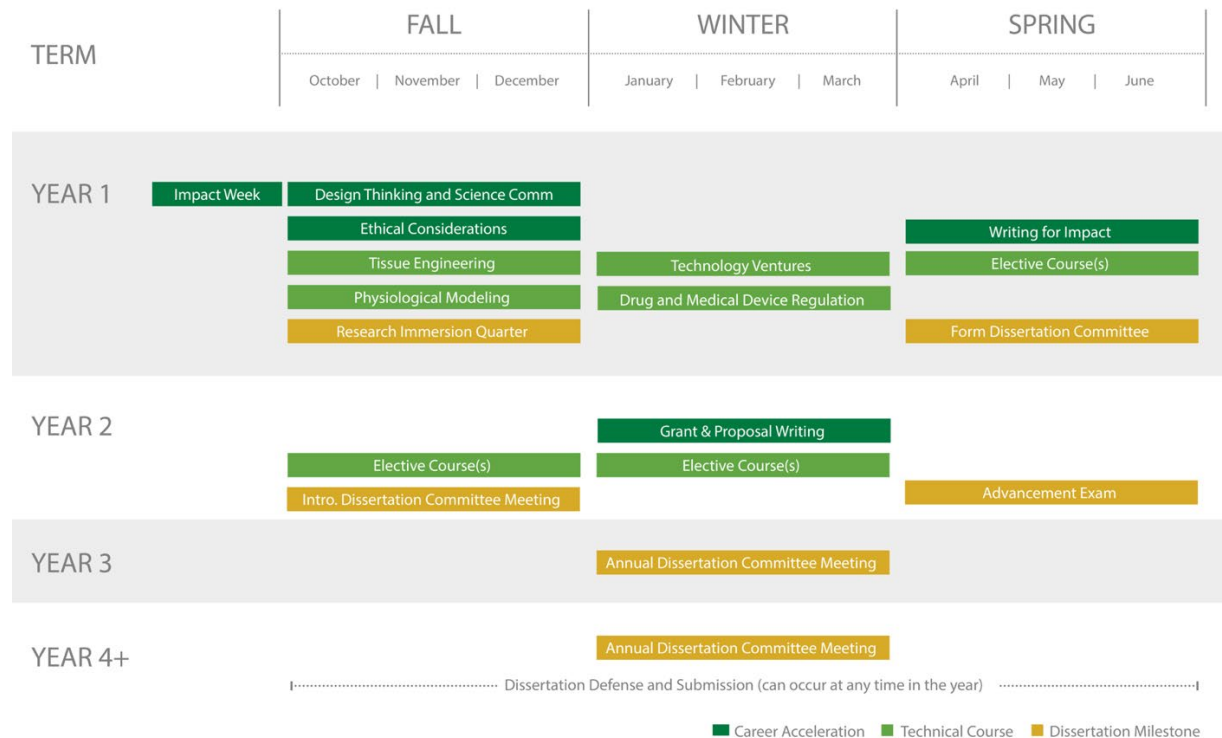 TERM
FALL
WINTER
SPRING
October | November | December
January | February | March
April | May | June
YEAR 1
Impact Week
Design Thinking and Science Comm
Ethical Considerations
Writing for Impact
Tissue Engineering
Technology Ventures
Elective Course(s)
Physiological Modeling
Drug and Medical Device Regulation
Research Immersion Quarter
Form Dissertation Committee
YEAR 2
Grant & Proposal Writing
Elective Course(s)
Elective Course(s)
Intro. Dissertation Committee Meeting
Advancement Exam
YEAR 3
Annual Dissertation Committee Meeting
YEAR 4+
Annual Dissertation Committee Meeting
Dissertation Defense and Submission (can occur at any time in the year)
Career Acceleration
Technical Course
Dissertation Milestone